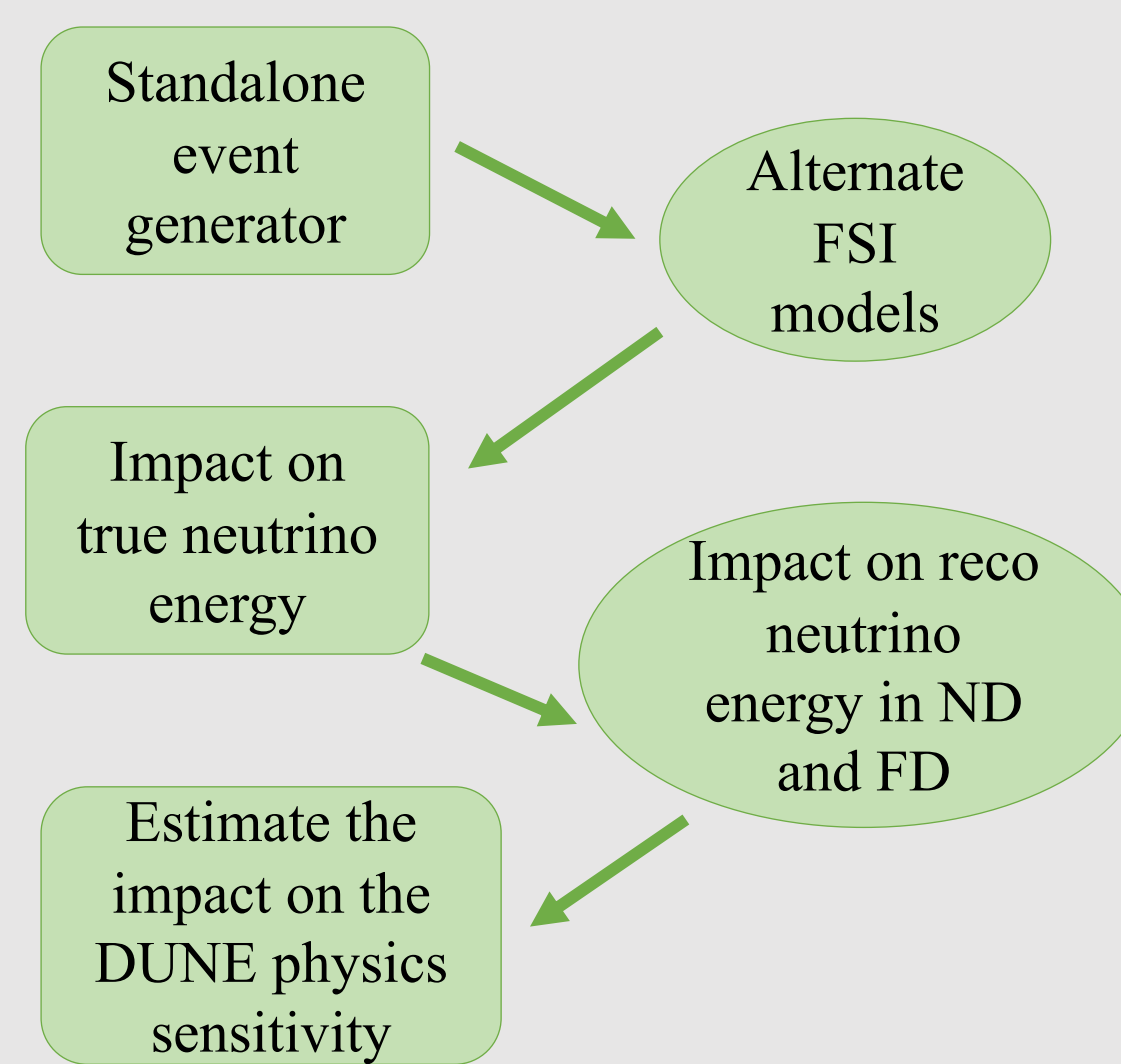 Standalone
event
generator
Alternate
FSI
models
Impact on
true neutrino
energy
Impact on reco
neutrino
energy in ND
and FD
Estimate the
impact on the
DUNE physics
sensitivity